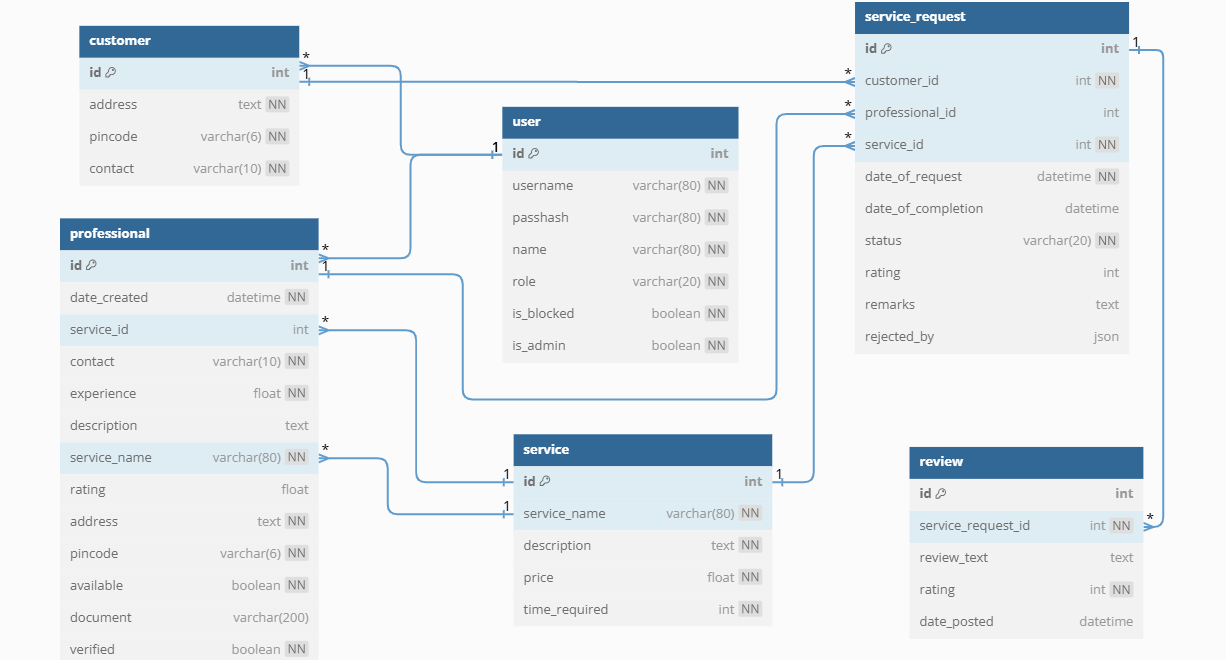 customer
id int
address text NN
pincode varchar(6) NN
contact varchar(10) NN
* 1
professional
id int
date_created datetime NN
service_id int
contact varchar(10) NN
experience float NN
description text
service_name varchar(80) NN
rating float
address text NN
pincode varchar(6) NN
available boolean NN
document varchar(200)
verified boolean NN
* 1 * *
user
1
id int
username varchar(80) NN
passhash varchar(80) NN
name varchar(80) NN
role varchar(20) NN
is_blocked boolean NN
is_admin boolean NN
service
1 1 1
id int
service_name varchar(80) NN
description text NN
price float NN
time_required int NN
service_request
1 * * *
id int
customer_id int NN
professional_id int
service_id int NN
date_of_request datetime NN
date_of_completion datetime
status varchar(20) NN
rating int
remarks text
rejected_by json
review
id int
service_request_id int NN *
review_text text
rating int NN
date_posted datetime